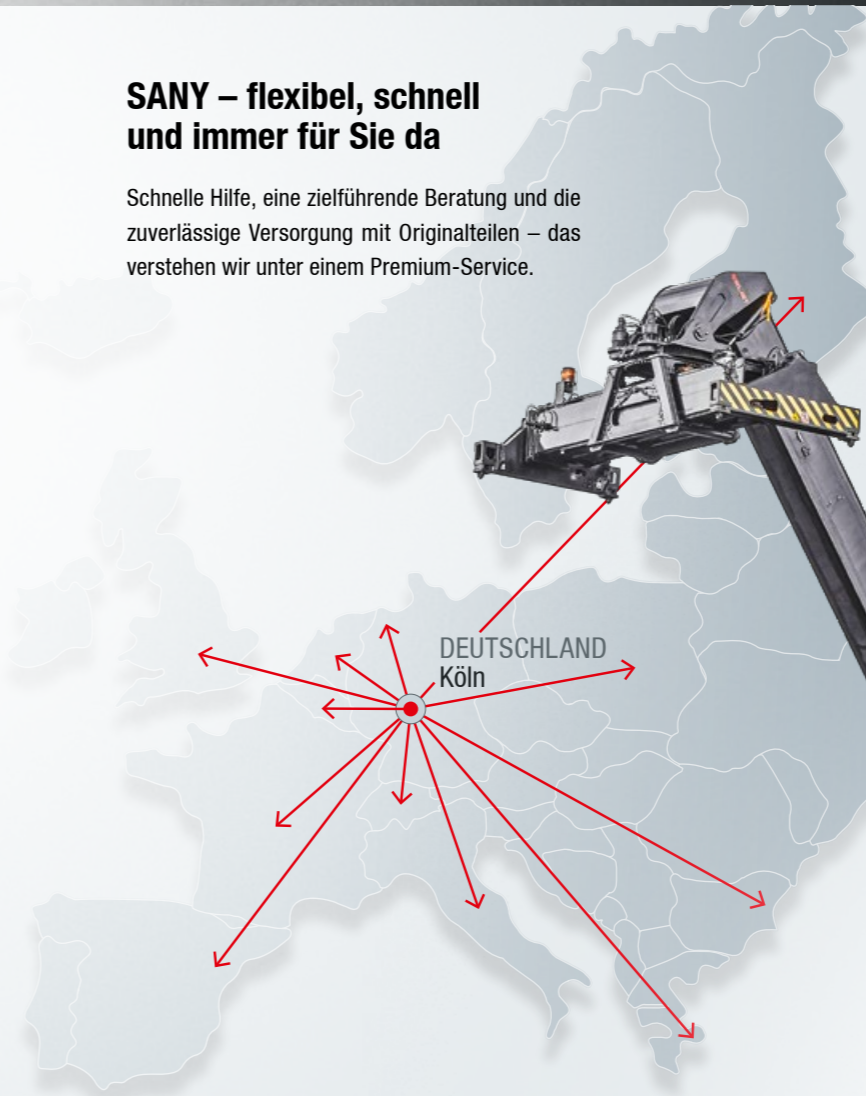 SANY – flexibel, schnell
und immer für Sie da
Schnelle Hilfe, eine zielführende Beratung und die
zuverlässige Versorgung mit Originalteilen – das
verstehen wir unter einem Premium-Service.
DEUTSCHLAND
Köln